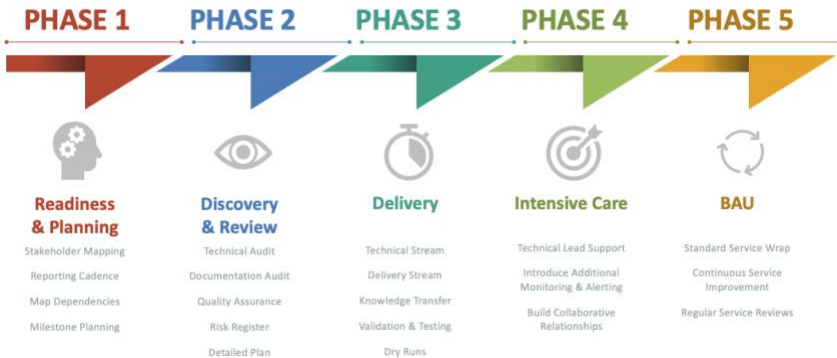 PHASE 1
PHASE 2
PHASE 3
PHASE 4
PHASE 5
Readiness
& Planning
Stakeholder Mapping
Reporting Cadence
Map Dependencies
Milestone Planning
Discovery
& Review
Technical Audit
Documentation Audit
Quality Assurance
Risk Register
Detailed Plan
Delivery
Technical Stream
Delivery Stream
Knowledge Transfer
Validation & Testing
Dry Runs
Intensive Care
Technical Lead Support
Introduce Additional
Monitoring & Alerting
Build Collaborative
Relationships
BAU
Standard Service Wrap
Continuous Service
Improvement
Regular Service Reviews